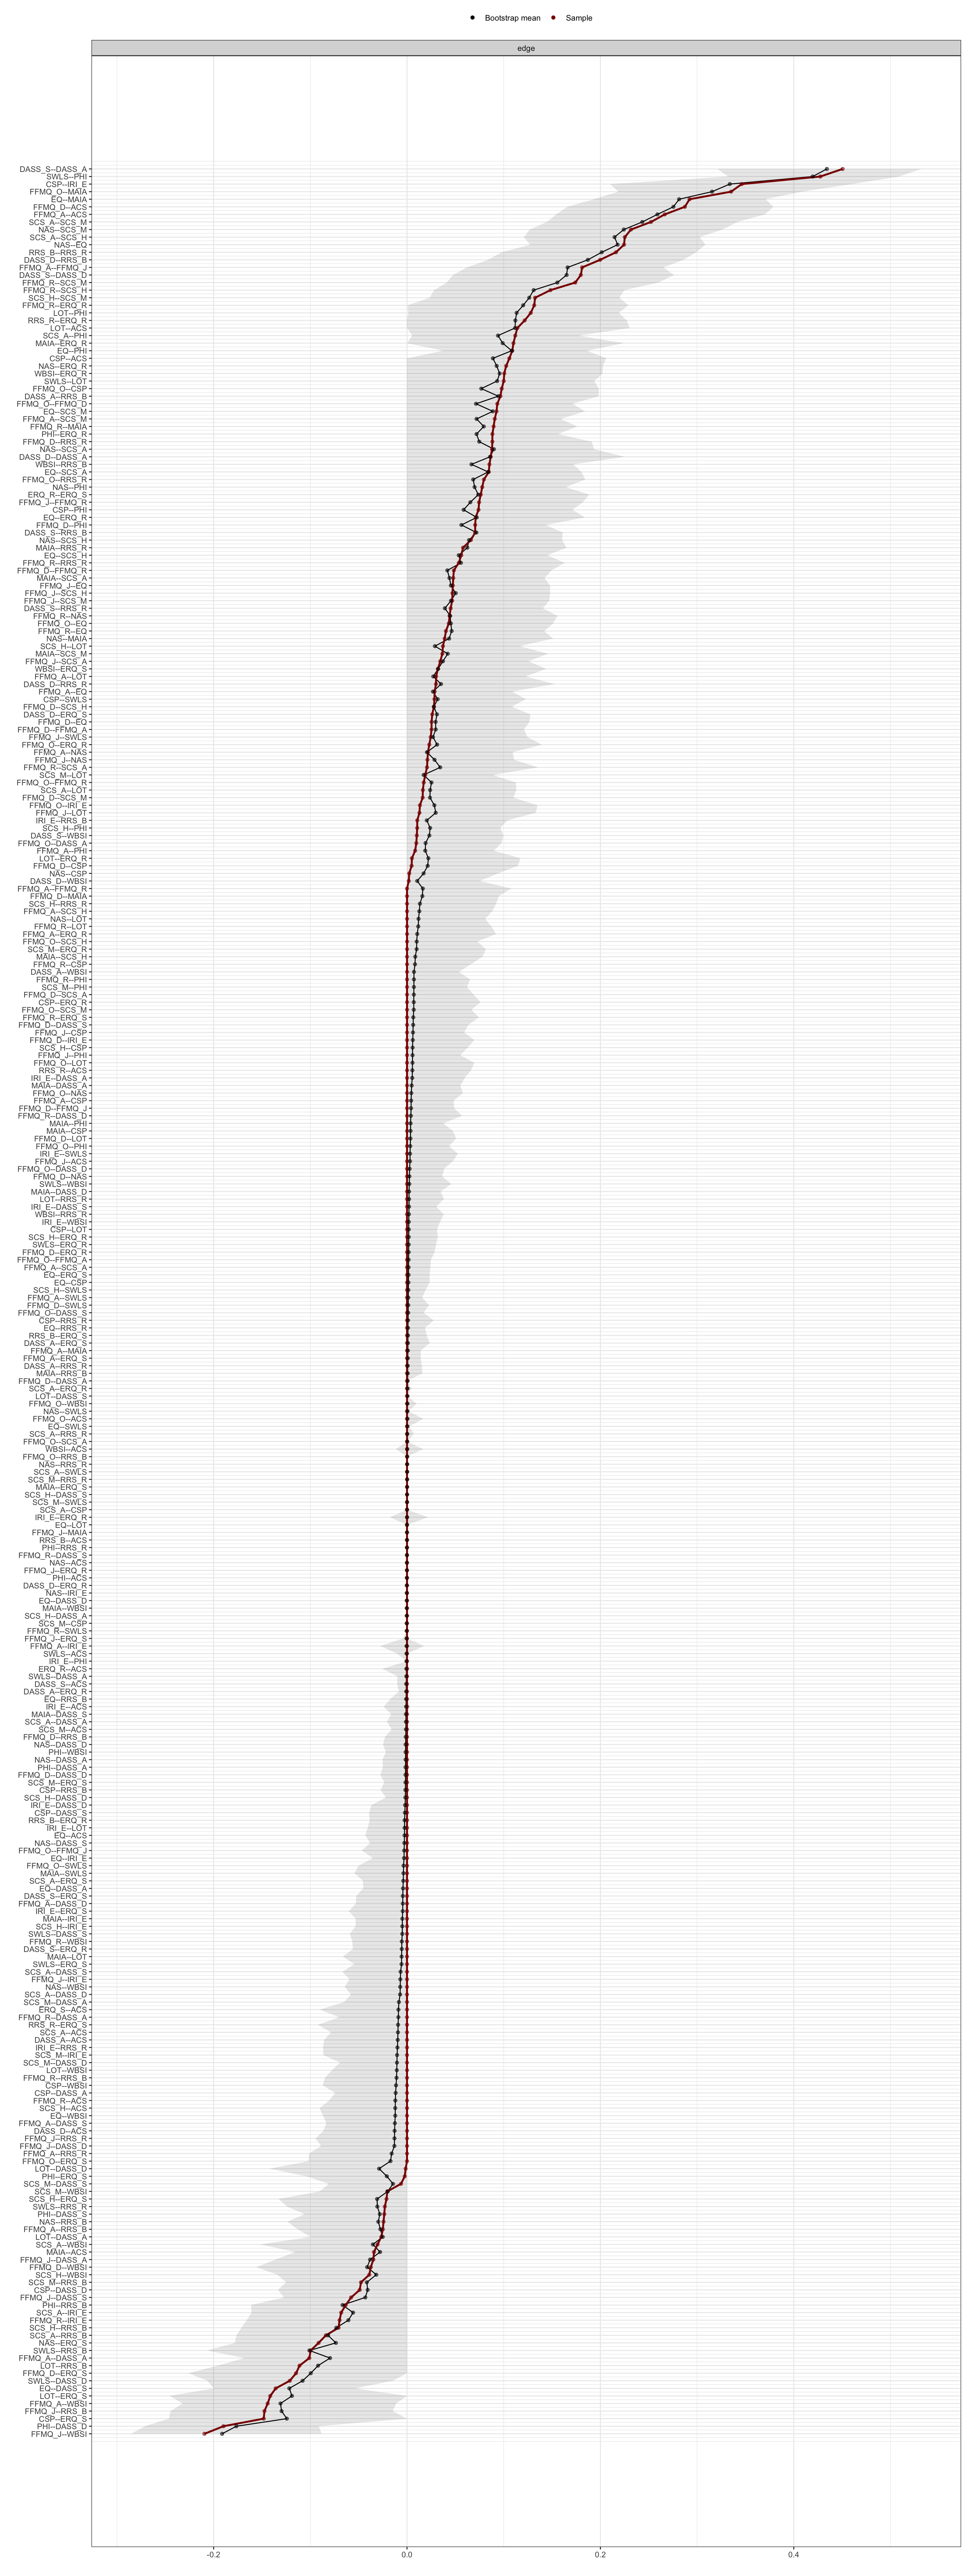 Bootstrap mean Sample
edge
DASS_S--DASS_A
SWLS--PHI
CSP--IRI_E
FFMQ_O--MAIA
EQ--MAIA
FFMQ_D--ACS
FFMQ_A--ACS
SCS_A--SCS_M
NAS--SCS_M
SCS_A--SCS_H
NAS--EQ
RRS_B--RRS_R
DASS_D--RRS_B
FFMQ_A--FFMQ_J
DASS_S--DASS_D
FFMQ_R--SCS_M
FFMQ_R--SCS_H
SCS_H--SCS_M
FFMQ_R--ERQ_R
LOT--PHI
RRS_R--ERQ_R
LOT--ACS
SCS_A--PHI
MAIA--ERQ_R
EQ--PHI
CSP--ACS
NAS--ERQ_R
WBSI--ERQ_R
SWLS--LOT
FFMQ_O--CSP
DASS_A--RRS_B
FFMQ_O--FFMQ_D
EQ--SCS_M
FFMQ_A--SCS_M
FFMQ_R--MAIA
PHI--ERQ_R
FFMQ_D--RRS_R
NAS--SCS_A
DASS_D--DASS_A
WBSI--RRS_B
EQ--SCS_A
FFMQ_O--RRS_R
NAS--PHI
ERQ_R--ERQ_S
FFMQ_J--FFMQ_R
CSP--PHI
EQ--ERQ_R
FFMQ_D--PHI
DASS_S--RRS_B
NAS--SCS_H
MAIA--RRS_R
EQ--SCS_H
FFMQ_R--RRS_R
FFMQ_D--FFMQ_R
MAIA--SCS_A
FFMQ_J--EQ
FFMQ_J--SCS_H
FFMQ_J--SCS_M
DASS_S--RRS_R
FFMQ_R--NAS
FFMQ_O--EQ
FFMQ_R--EQ
NAS--MAIA
SCS_H--LOT
MAIA--SCS_M
FFMQ_J--SCS_A
WBSI--ERQ_S
FFMQ_A--LOT
DASS_D--RRS_R
FFMQ_A--EQ
CSP--SWLS
FFMQ_D--SCS_H
DASS_D--ERQ_S
FFMQ_D--EQ
FFMQ_D--FFMQ_A
FFMQ_J--SWLS
FFMQ_O--ERQ_R
FFMQ_A--NAS
FFMQ_J--NAS
FFMQ_R--SCS_A
SCS_M--LOT
FFMQ_O--FFMQ_R
SCS_A--LOT
FFMQ_D--SCS_M
FFMQ_O--IRI_E
FFMQ_J--LOT
IRI_E--RRS_B
SCS_H--PHI
DASS_S--WBSI
FFMQ_O--DASS_A
FFMQ_A--PHI
LOT--ERQ_R
FFMQ_D--CSP
NAS--CSP
DASS_D--WBSI
FFMQ_A--FFMQ_R
FFMQ_D--MAIA
SCS_H--RRS_R
FFMQ_A--SCS_H
NAS--LOT
FFMQ_R--LOT
FFMQ_A--ERQ_R
FFMQ_O--SCS_H
SCS_M--ERQ_R
MAIA--SCS_H
FFMQ_R--CSP
DASS_A--WBSI
FFMQ_R--PHI
SCS_M--PHI
FFMQ_D--SCS_A
CSP--ERQ_R
FFMQ_O--SCS_M
FFMQ_R--ERQ_S
FFMQ_D--DASS_S
FFMQ_J--CSP
FFMQ_D--IRI_E
SCS_H--CSP
FFMQ_J--PHI
FFMQ_O--LOT
RRS_R--ACS
IRI_E--DASS_A
MAIA--DASS_A
FFMQ_O--NAS
FFMQ_A--CSP
FFMQ_D--FFMQ_J
FFMQ_R--DASS_D
MAIA--PHI
MAIA--CSP
FFMQ_D--LOT
FFMQ_O--PHI
IRI_E--SWLS
FFMQ_J--ACS
FFMQ_O--DASS_D
FFMQ_D--NAS
SWLS--WBSI
MAIA--DASS_D
LOT--RRS_R
IRI_E--DASS_S
WBSI--RRS_R
IRI_E--WBSI
CSP--LOT
SCS_H--ERQ_R
SWLS--ERQ_R
FFMQ_D--ERQ_R
FFMQ_O--FFMQ_A
FFMQ_A--SCS_A
EQ--ERQ_S
EQ--CSP
SCS_H--SWLS
FFMQ_A--SWLS
FFMQ_D--SWLS
FFMQ_O--DASS_S
CSP--RRS_R
EQ--RRS_R
RRS_B--ERQ_S
DASS_A--ERQ_S
FFMQ_A--MAIA
FFMQ_A--ERQ_S
DASS_A--RRS_R
MAIA--RRS_B
FFMQ_D--DASS_A
SCS_A--ERQ_R
LOT--DASS_S
FFMQ_O--WBSI
NAS--SWLS
FFMQ_O--ACS
EQ--SWLS
SCS_A--RRS_R
FFMQ_O--SCS_A
WBSI--ACS
FFMQ_O--RRS_B
NAS--RRS_R
SCS_A--SWLS
SCS_M--RRS_R
MAIA--ERQ_S
SCS_H--DASS_S
SCS_M--SWLS
SCS_A--CSP
IRI_E--ERQ_R
EQ--LOT
FFMQ_J--MAIA
RRS_B--ACS
PHI--RRS_R
FFMQ_R--DASS_S
NAS--ACS
FFMQ_J--ERQ_R
PHI--ACS
DASS_D--ERQ_R
NAS--IRI_E
EQ--DASS_D
MAIA--WBSI
SCS_H--DASS_A
SCS_M--CSP
FFMQ_R--SWLS
FFMQ_J--ERQ_S
FFMQ_A--IRI_E
SWLS--ACS
IRI_E--PHI
ERQ_R--ACS
SWLS--DASS_A
DASS_S--ACS
DASS_A--ERQ_R
EQ--RRS_B
IRI_E--ACS
MAIA--DASS_S
SCS_A--DASS_A
SCS_M--ACS
FFMQ_D--RRS_B
NAS--DASS_D
PHI--WBSI
NAS--DASS_A
PHI--DASS_A
FFMQ_D--DASS_D
SCS_M--ERQ_S
CSP--RRS_B
SCS_H--DASS_D
IRI_E--DASS_D
CSP--DASS_S
RRS_B--ERQ_R
IRI_E--LOT
EQ--ACS
NAS--DASS_S
FFMQ_O--FFMQ_J
EQ--IRI_E
FFMQ_O--SWLS
MAIA--SWLS
SCS_A--ERQ_S
EQ--DASS_A
DASS_S--ERQ_S
FFMQ_A--DASS_D
IRI_E--ERQ_S
MAIA--IRI_E
SCS_H--IRI_E
SWLS--DASS_S
FFMQ_R--WBSI
DASS_S--ERQ_R
MAIA--LOT
SWLS--ERQ_S
SCS_A--DASS_S
FFMQ_J--IRI_E
NAS--WBSI
SCS_A--DASS_D
SCS_M--DASS_A
ERQ_S--ACS
FFMQ_R--DASS_A
RRS_R--ERQ_S
SCS_A--ACS
DASS_A--ACS
IRI_E--RRS_R
SCS_M--IRI_E
SCS_M--DASS_D
LOT--WBSI
FFMQ_R--RRS_B
CSP--WBSI
CSP--DASS_A
FFMQ_R--ACS
SCS_H--ACS
EQ--WBSI
FFMQ_A--DASS_S
DASS_D--ACS
FFMQ_J--RRS_R
FFMQ_J--DASS_D
FFMQ_A--RRS_R
FFMQ_O--ERQ_S
LOT--DASS_D
PHI--ERQ_S
SCS_M--DASS_S
SCS_M--WBSI
SCS_H--ERQ_S
SWLS--RRS_R
PHI--DASS_S
NAS--RRS_B
FFMQ_A--RRS_B
LOT--DASS_A
SCS_A--WBSI
MAIA--ACS
FFMQ_J--DASS_A
FFMQ_D--WBSI
SCS_H--WBSI
SCS_M--RRS_B
CSP--DASS_D
FFMQ_J--DASS_S
PHI--RRS_B
SCS_A--IRI_E
FFMQ_R--IRI_E
SCS_H--RRS_B
SCS_A--RRS_B
NAS--ERQ_S
SWLS--RRS_B
FFMQ_A--DASS_A
LOT--RRS_B
FFMQ_D--ERQ_S
SWLS--DASS_D
EQ--DASS_S
LOT--ERQ_S
FFMQ_A--WBSI
FFMQ_J--RRS_B
CSP--ERQ_S
PHI--DASS_D
FFMQ_J--WBSI
-0.2 0.0 0.2 0.4